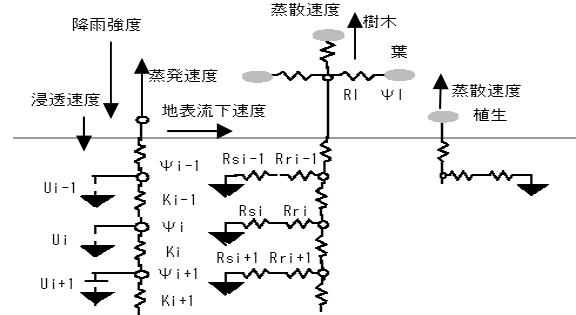 蒸散速度
降雨強度
樹木
葉
蒸発速度
Rl Ψl
蒸散速度
浸透速度
地表流下速度
植生
Ψi-1
Rsi-1 Rri-1
Ui-1
Ki-1
Ψi
Rsi Rri
Ui
Ki
Ψi+1
Rsi+1 Rri+1
Ui+1
Ki+1